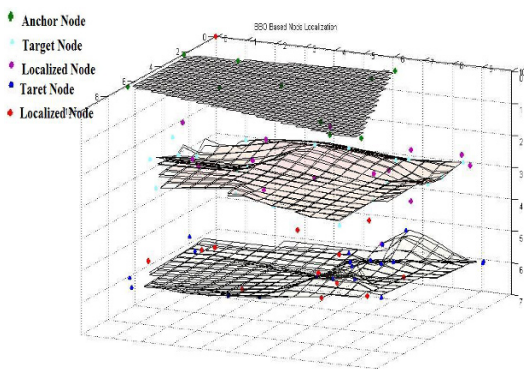 BBO Based Node Localization
Anchor Node
Target Node
Localized Node
Taret Node
Localized Node